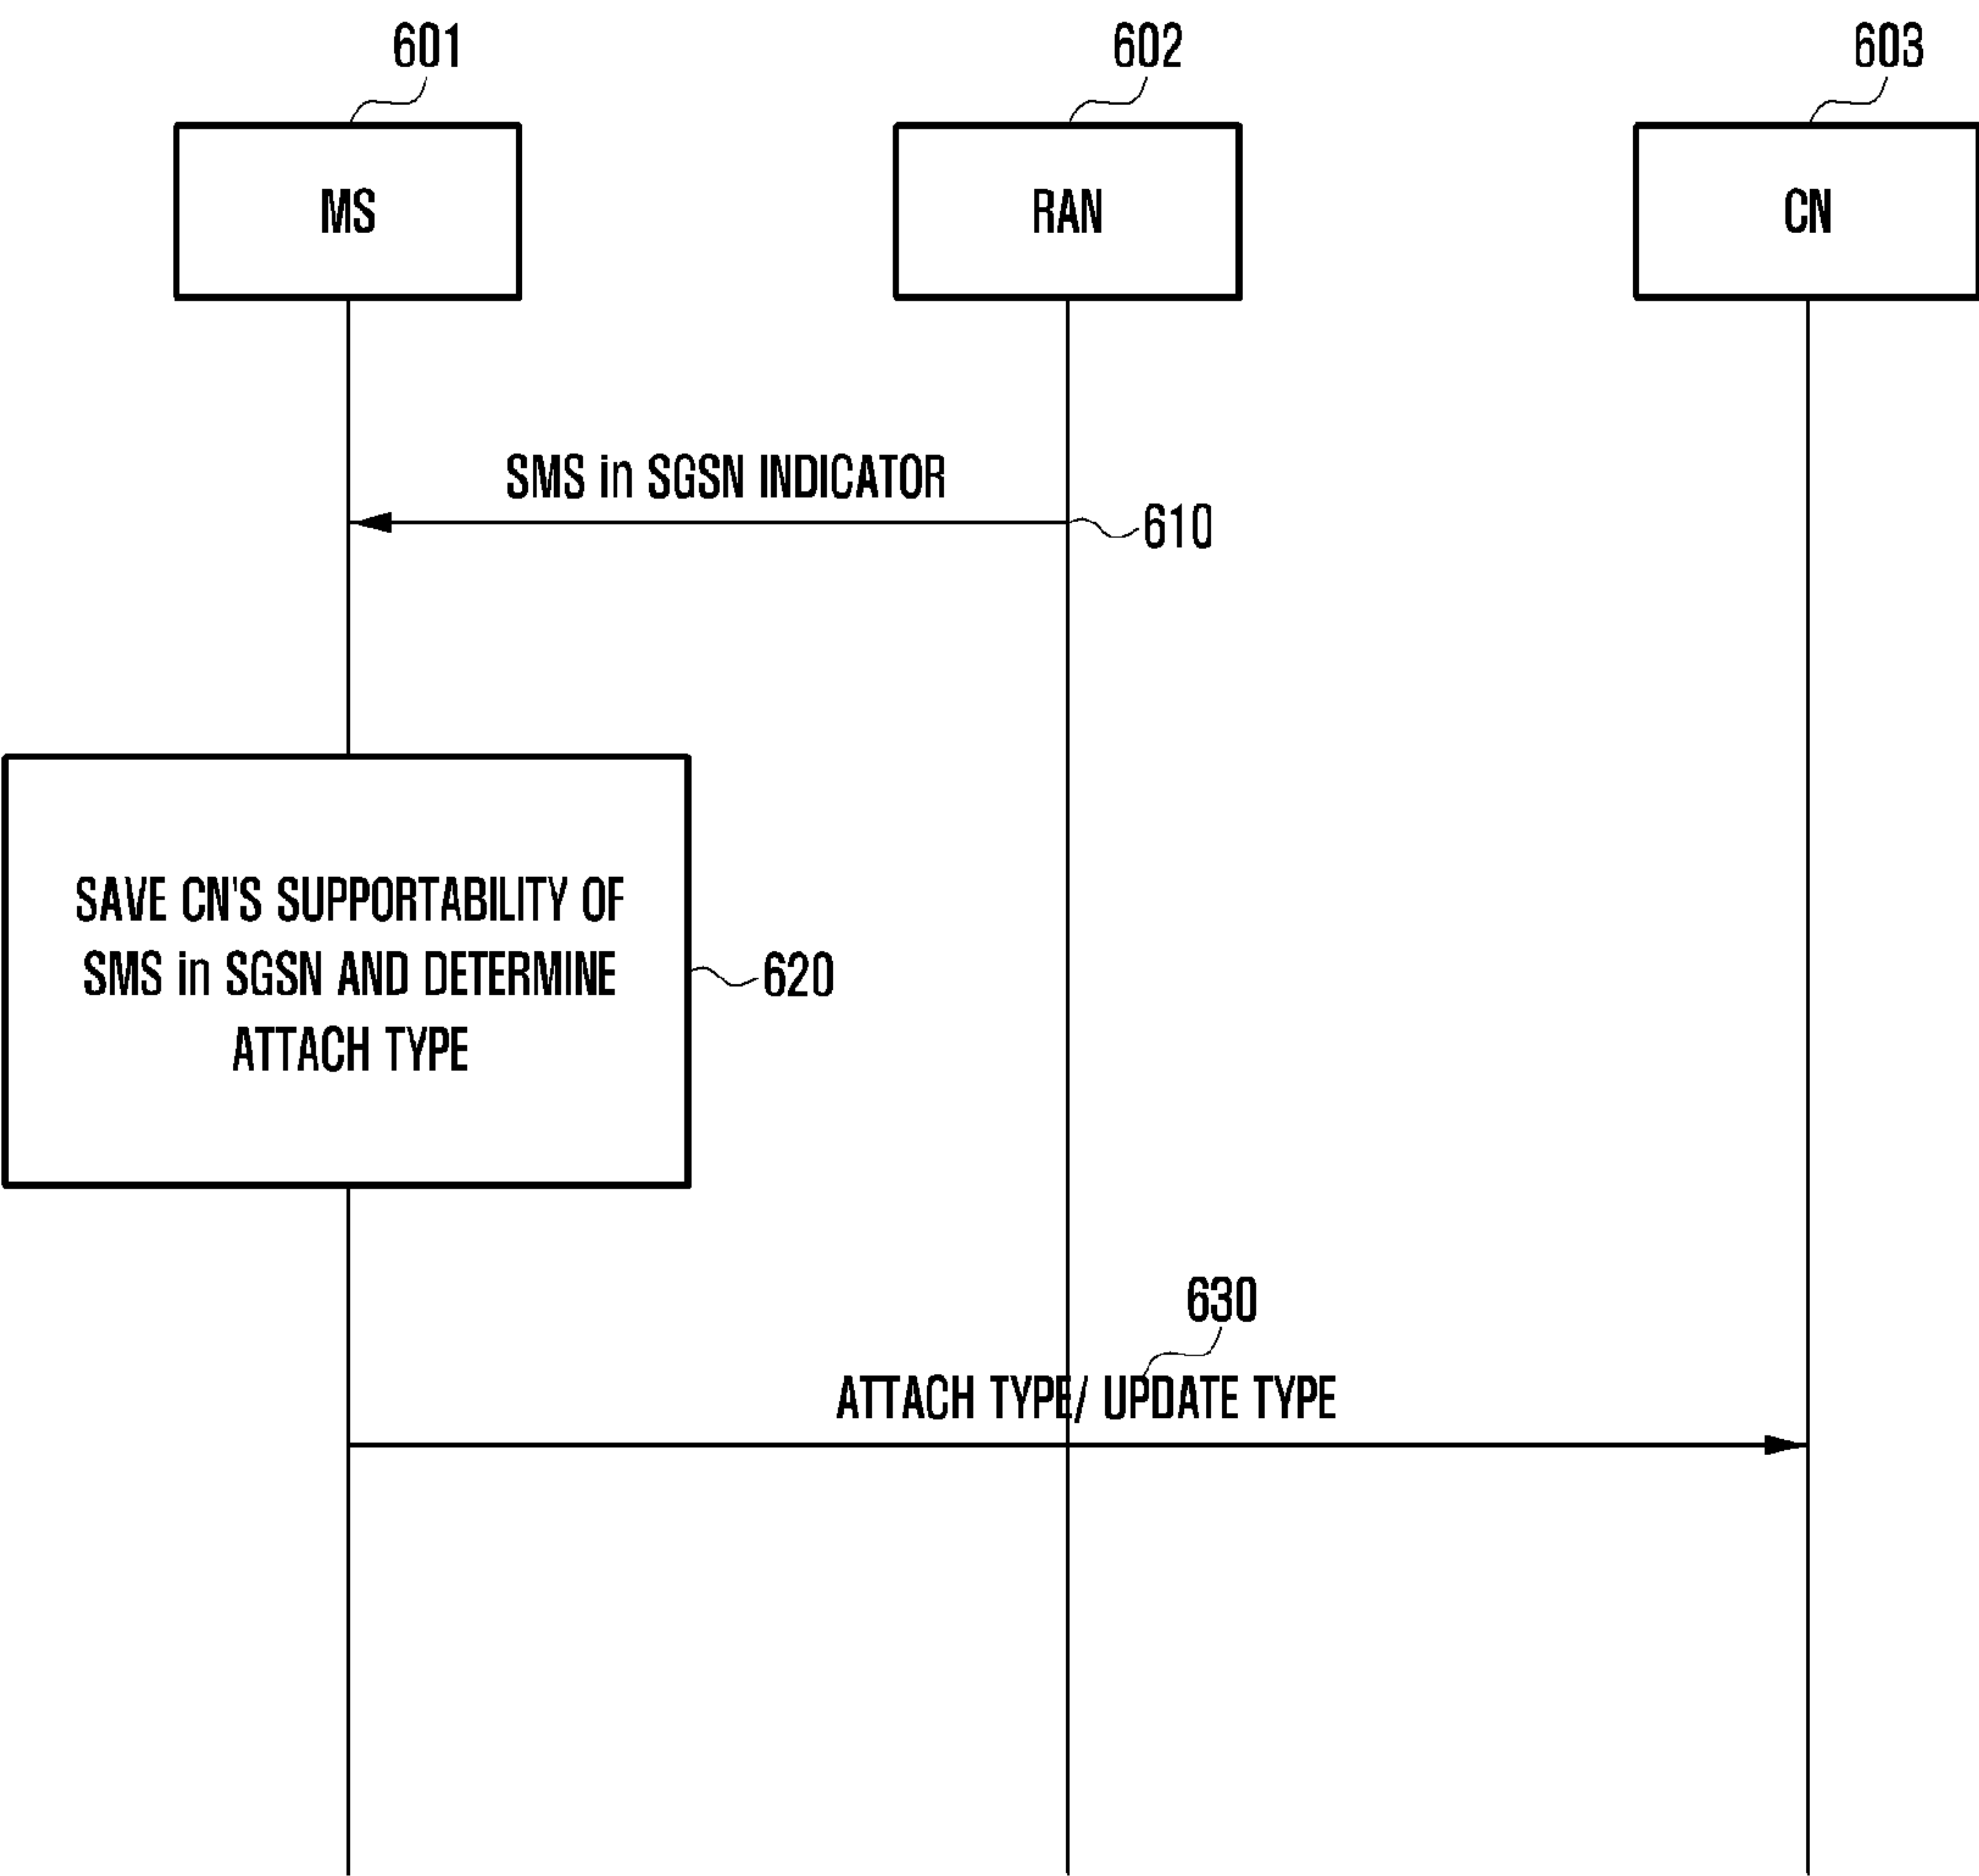 601
602
603
MS
RAN
CN
SMS in SGSN INDICATOR
610
SAVE CN'S SUPPORTABILITY OF
SMS in SGSN AND DETERMINE
ATTACH TYPE
620
630
ATTACH TYPE/ UPDATE TYPE